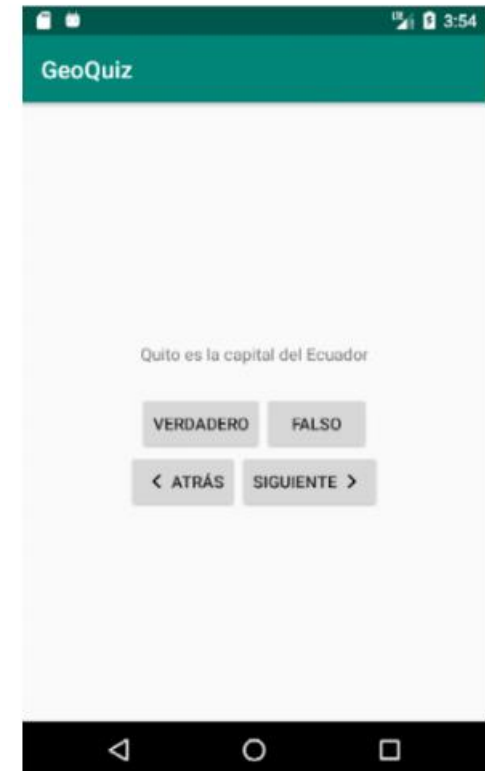 3:54
GeoQuiz
Quito es la capital del Ecuador
VERDADERO FALSO
< ATRÁS SIGUIENTE >